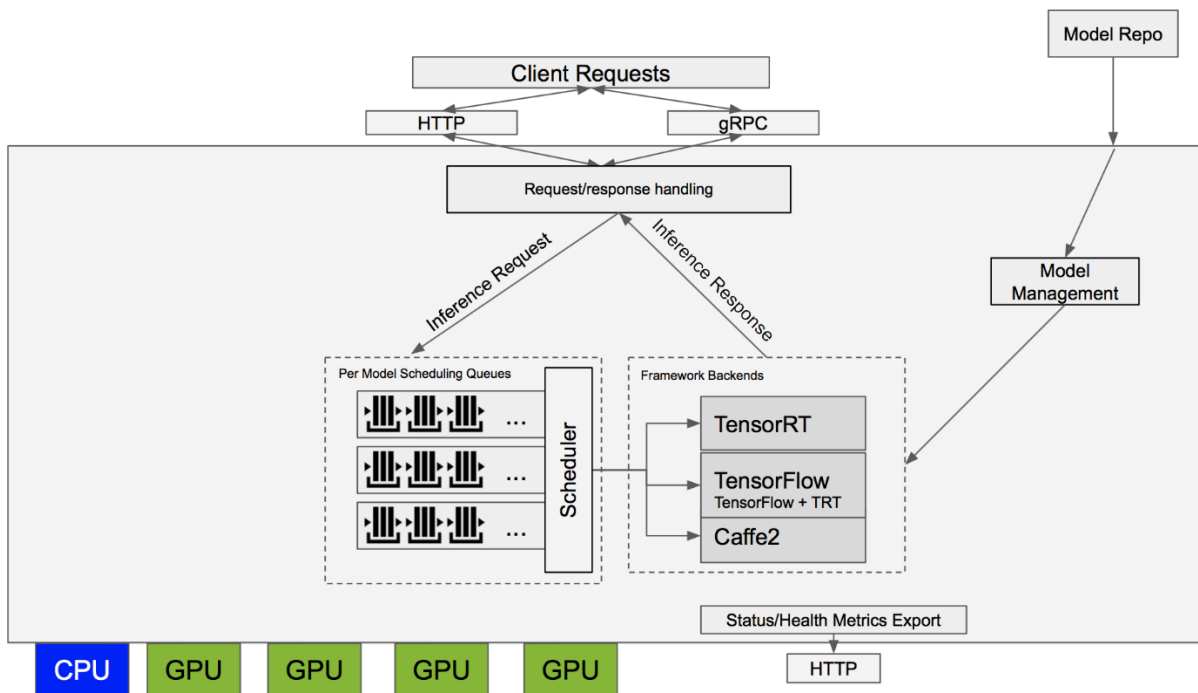 Model Repo
Client Requests
HTTP
gRPC
Request/response handling
Inference Request
Inference Response
Model
Management
Per Model Scheduling Queues
...
...
...
Scheduler
Framework Backends
TensorRT
TensorFlow
TensorFlow + TRT
Caffe2
Status/Health Metrics Export
HTTP
CPU
GPU
GPU
GPU
GPU